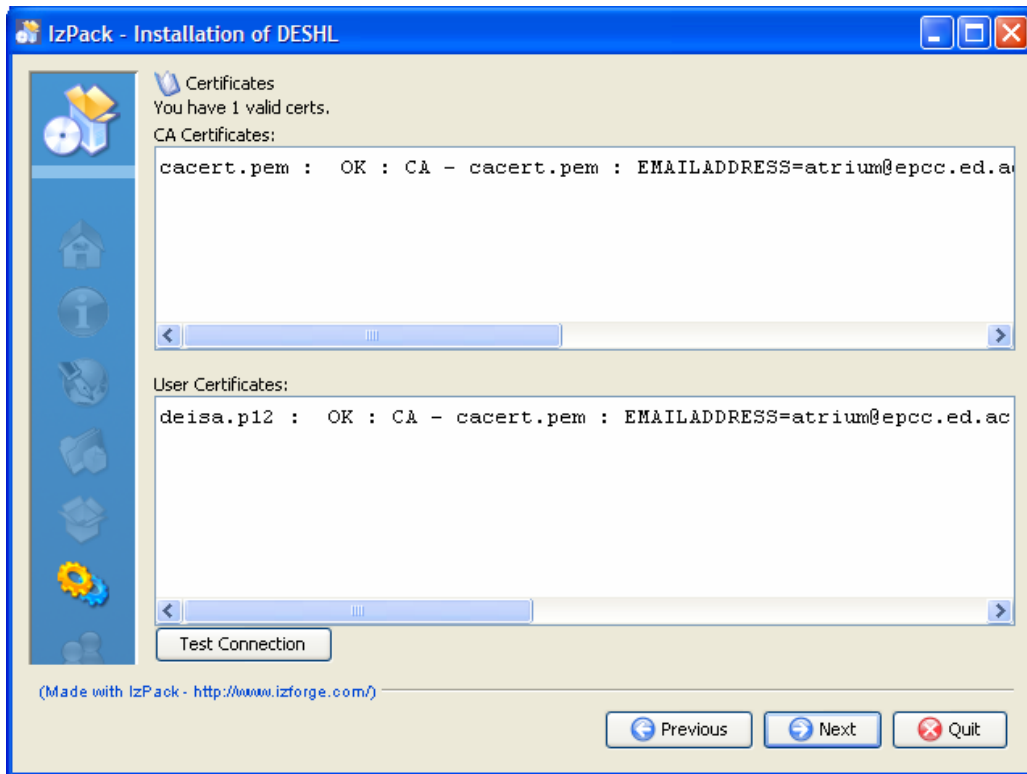 IzPack - Installation of DESHL
Certificates
You have 1 valid certs.
CA Certificates:
cacert.pem : OK : CA - cacert.pem : EMAILADDRESS=atrium@epcc.ed.a
User Certificates:
deisa.p12 : OK : CA - cacert.pem : EMAILADDRESS=atrium@epcc.ed.ac
Test Connection
(Made with IzPack - http://www.izforge.com/)
Previous
Next
Quit